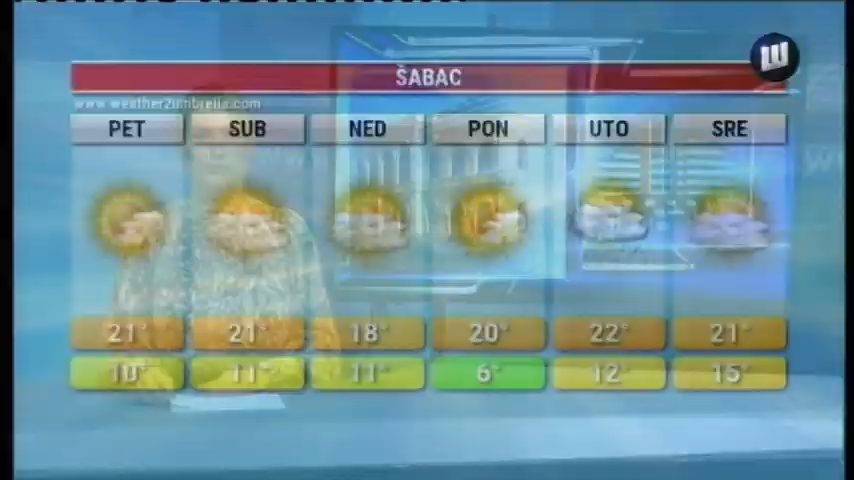 ŠABAC
www.weather2umbrella.com
PET SUB NED PON UTO SRE
21° 21° 18° 20° 22° 21°
10° 11° 11° 6° 12° 15°